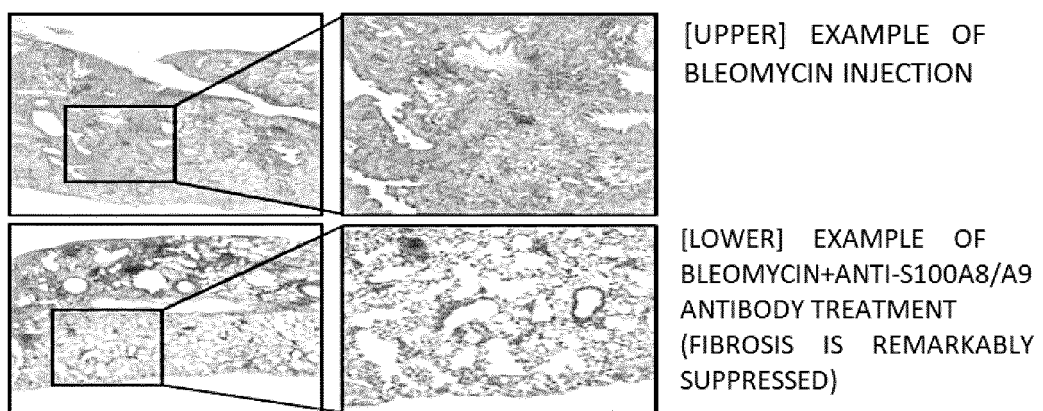 [UPPER] EXAMPLE OF
BLEOMYCIN INJECTION
[LOWER] EXAMPLE OF
BLEOMYCIN+ANTI-S100A8/A9
ANTIBODY TREATMENT
(FIBROSIS IS REMARKABLY
SUPPRESSED)